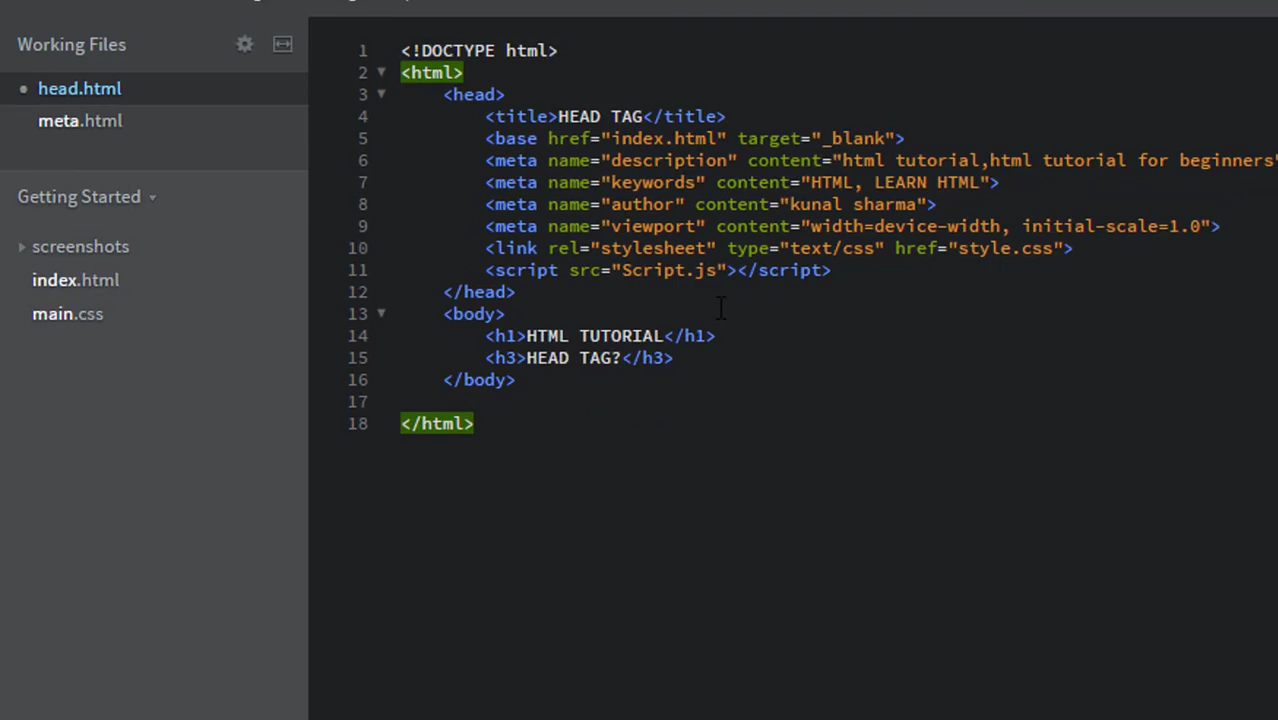 Working Files
head.html
meta.html
Getting Started
screenshots
index.html
main.css
1 <!DOCTYPE html>
2 <html>
3 <head>
4 <title>HEAD TAG</title>
5 <base href="index.html" target="_blank">
6 <meta name="description" content="html tutorial,html tutorial for beginners"
7 <meta name="keywords" content="HTML, LEARN HTML">
8 <meta name="author" content="kunal sharma">
9 <meta name="viewport" content="width=device-width, initial-scale=1.0">
10 <link rel="stylesheet" type="text/css" href="style.css">
11 <script src="Script.js"></script>
12 </head>
13 <body>
14 <h1>HTML TUTORIAL</h1>
15 <h3>HEAD TAG?</h3>
16 </body>
17
18 </html>